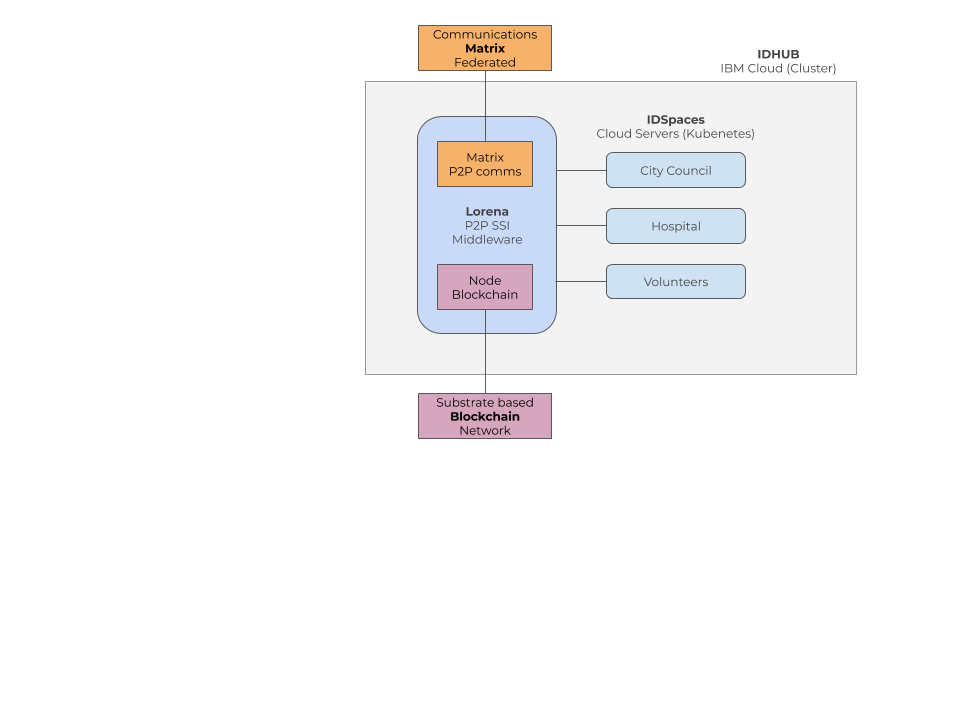 Communications
Matrix
Federated
IDHUB
IBM Cloud (Cluster)
IDSpaces
Cloud Servers (Kubenetes)
Matrix
P2P comms
City Council
Lorena
P2P SSI
Middleware
Hospital
Node
Blockchain
Volunteers
Substrate based
Blockchain
Network